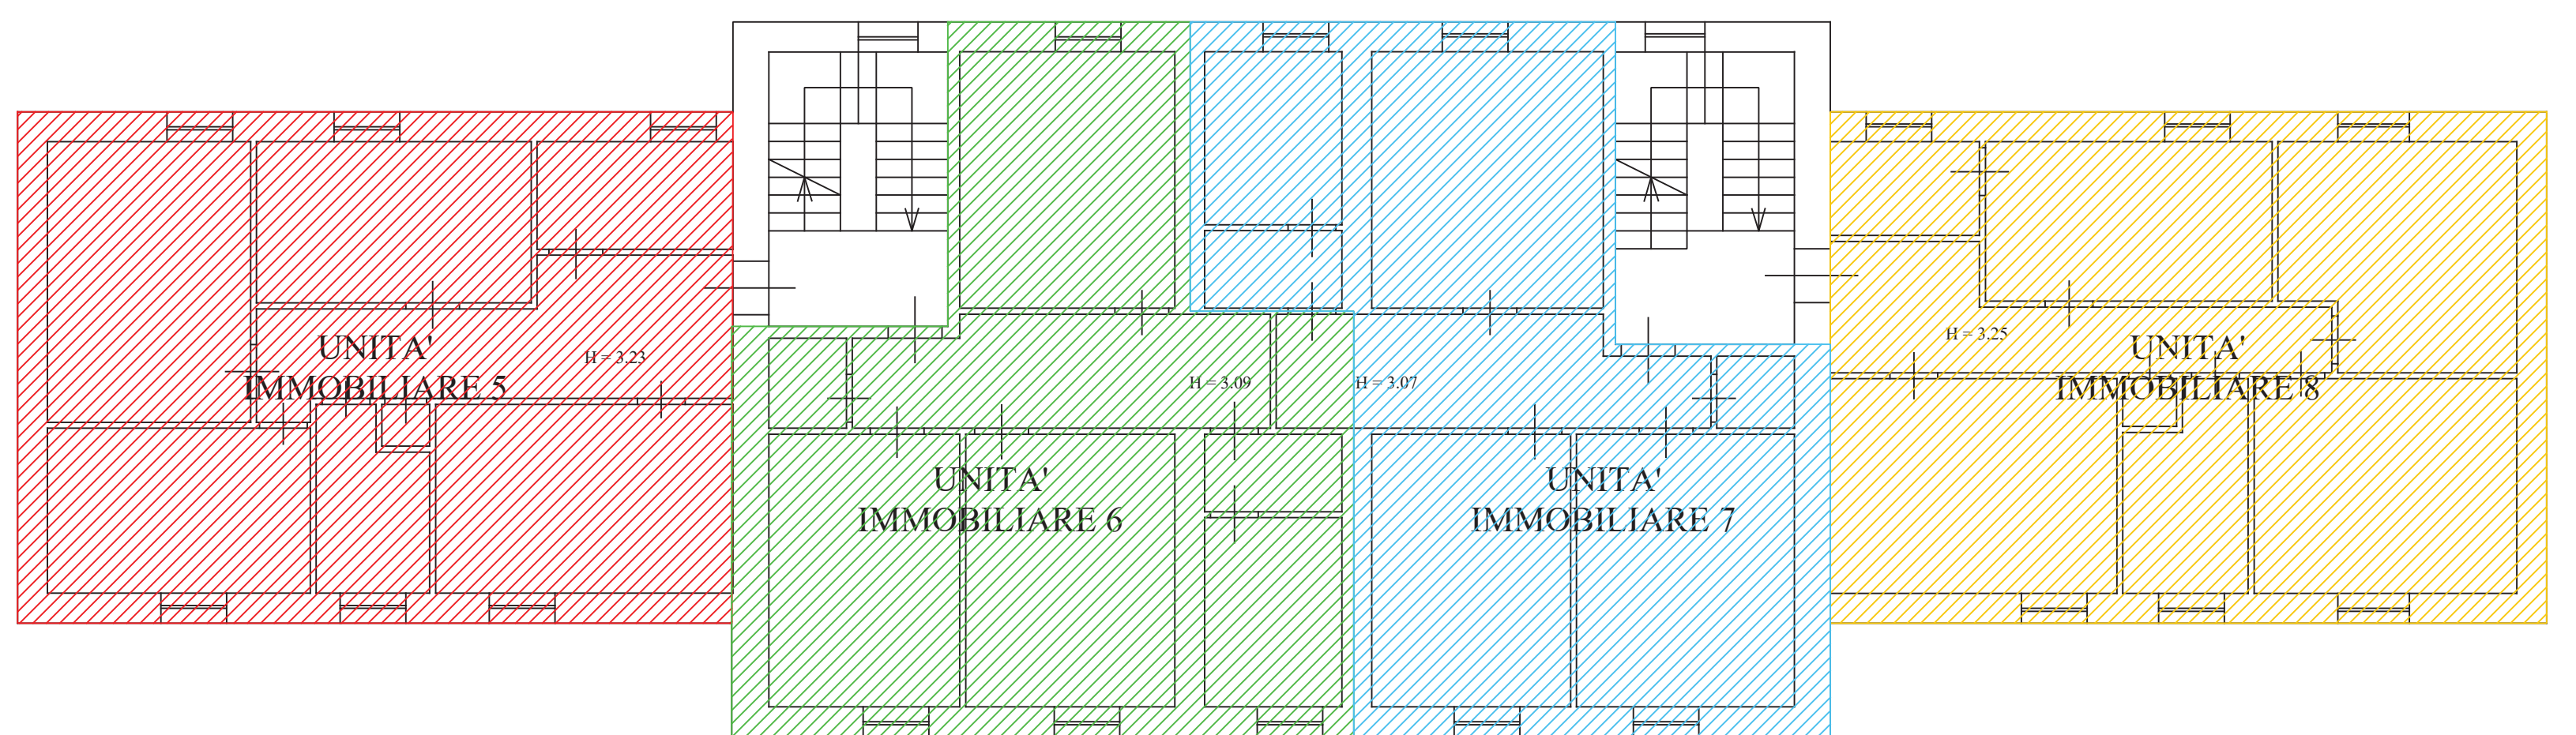 UNITA'
IMMOBILIARE 5
H = 3.23
UNITA'
IMMOBILIARE 6
H = 3.09
H = 3.07
UNITA'
IMMOBILIARE 7
H = 3.25
UNITA'
IMMOBILIARE 8